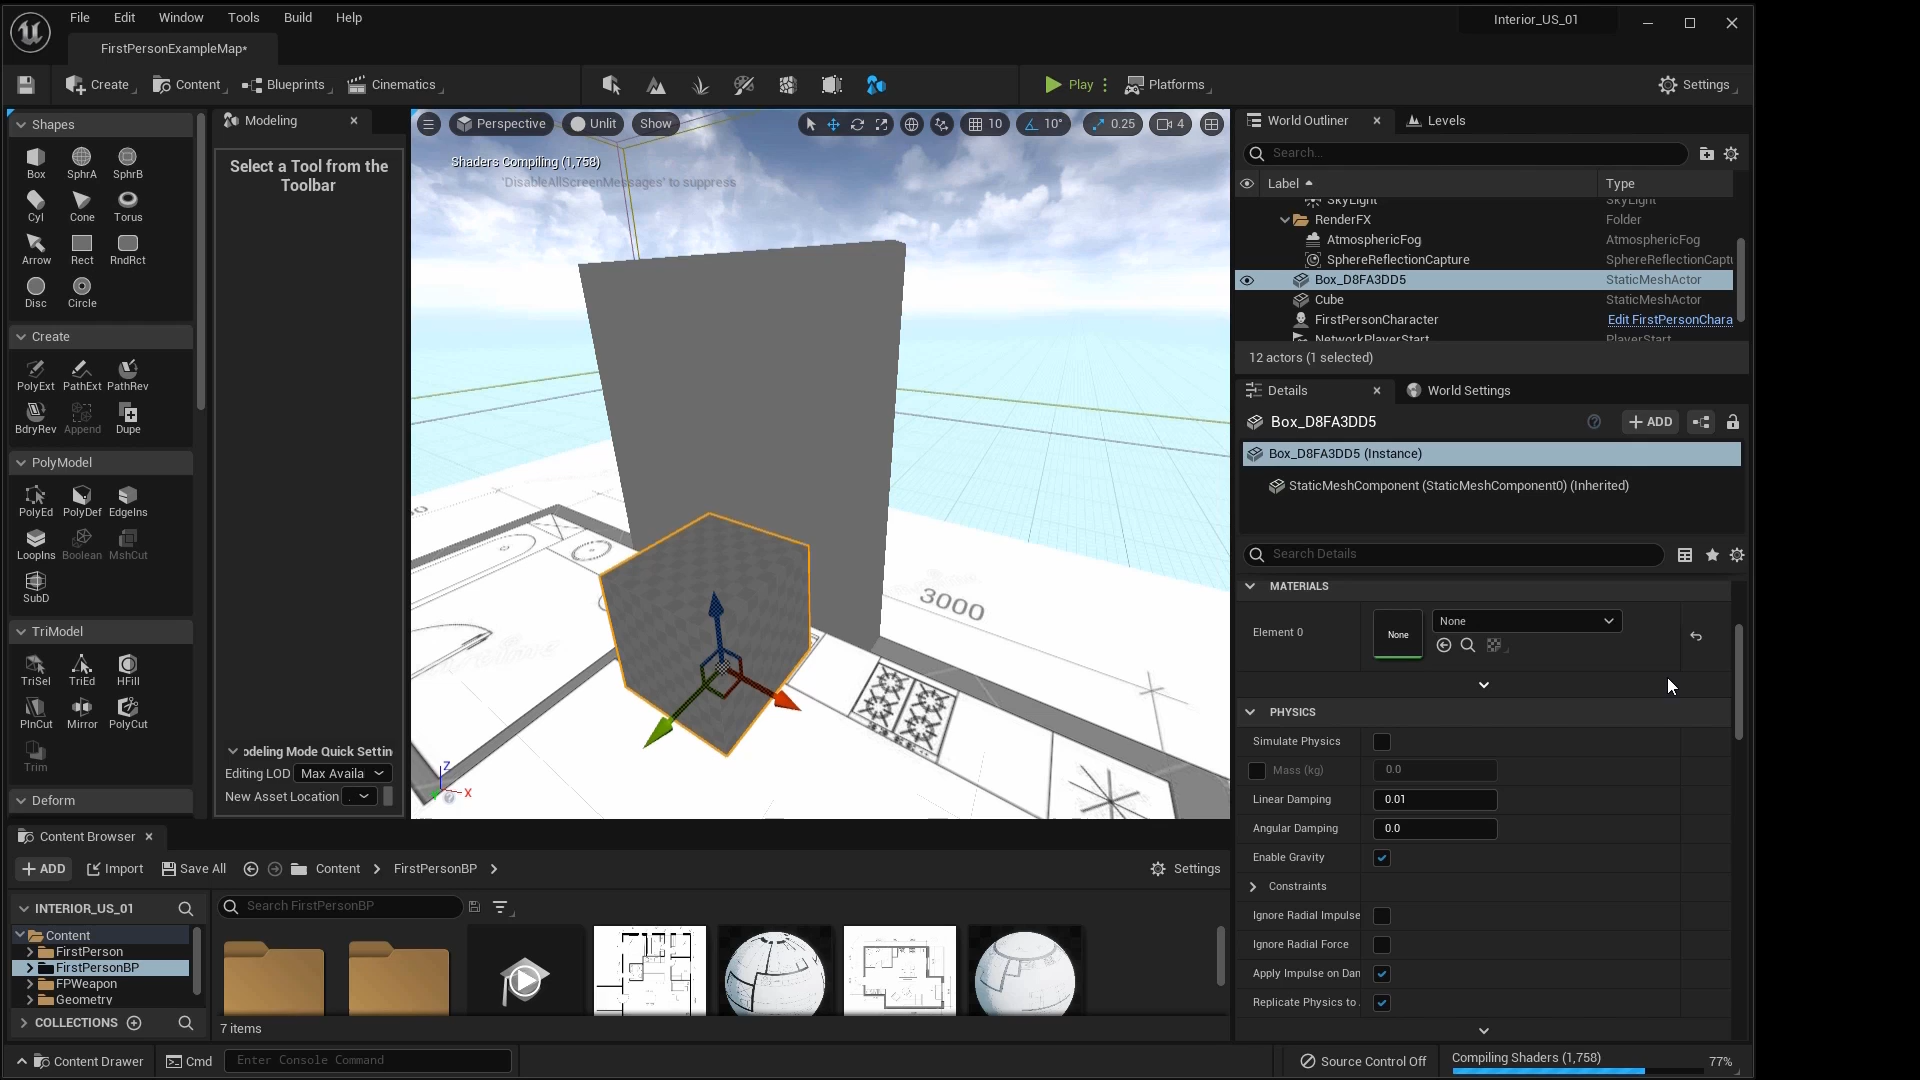 File Edit Window Tools Build Help
Interior_US_01
FirstPersonExampleMap*
Create Content Blueprints Cinematics Play Platforms Settings
Shapes
Box SphrA SphrB
Cyl Cone Torus
Arrow Rect RndRct
Disc Circle
Create
PolyExt PathExt PathRev
BdryRev Append Dupe
PolyModel
PolyEd PolyDef EdgeIns
LoopIns Boolean MshCut
SubD
TriModel
TriSel TriEd HFill
PlnCut Mirror PolyCut
Trim
Deform
Modeling
Select a Tool from the
Toolbar
odeling Mode Quick Settin
Editing LOD Max Availa
New Asset Location .
Perspective Unlit Show 10 10° 0.25 4
Shaders Compiling (1,758)
'DisableAllScreenMessages' to suppress
3000
Z
X
World Outliner Levels
Search...
Label Type
SkyLight SkyLight
RenderFX Folder
AtmosphericFog AtmosphericFog
SphereReflectionCapture SphereReflectionCaptu
Box_D8FA3DD5 StaticMeshActor
Cube StaticMeshActor
FirstPersonCharacter Edit FirstPersonChara
NetworkPlayerStart PlayerStart
12 actors (1 selected)
Details World Settings
Box_D8FA3DD5 ADD
Box_D8FA3DD5 (Instance)
StaticMeshComponent (StaticMeshComponent0) (Inherited)
Search Details
MATERIALS
Element 0 None None
PHYSICS
Simulate Physics
Mass (kg) 0.0
Linear Damping 0.01
Angular Damping 0.0
Enable Gravity
Constraints
Ignore Radial Impulse
Ignore Radial Force
Apply Impulse on Dan
Replicate Physics to .
Content Browser
ADD Import Save All Content FirstPersonBP Settings
INTERIOR_US_01
Search FirstPersonBP
Content
FirstPerson
FirstPersonBP
FPWeapon
Geometry
COLLECTIONS
7 items
Content Drawer Cmd Enter Console Command Source Control Off Compiling Shaders (1,758) 77%